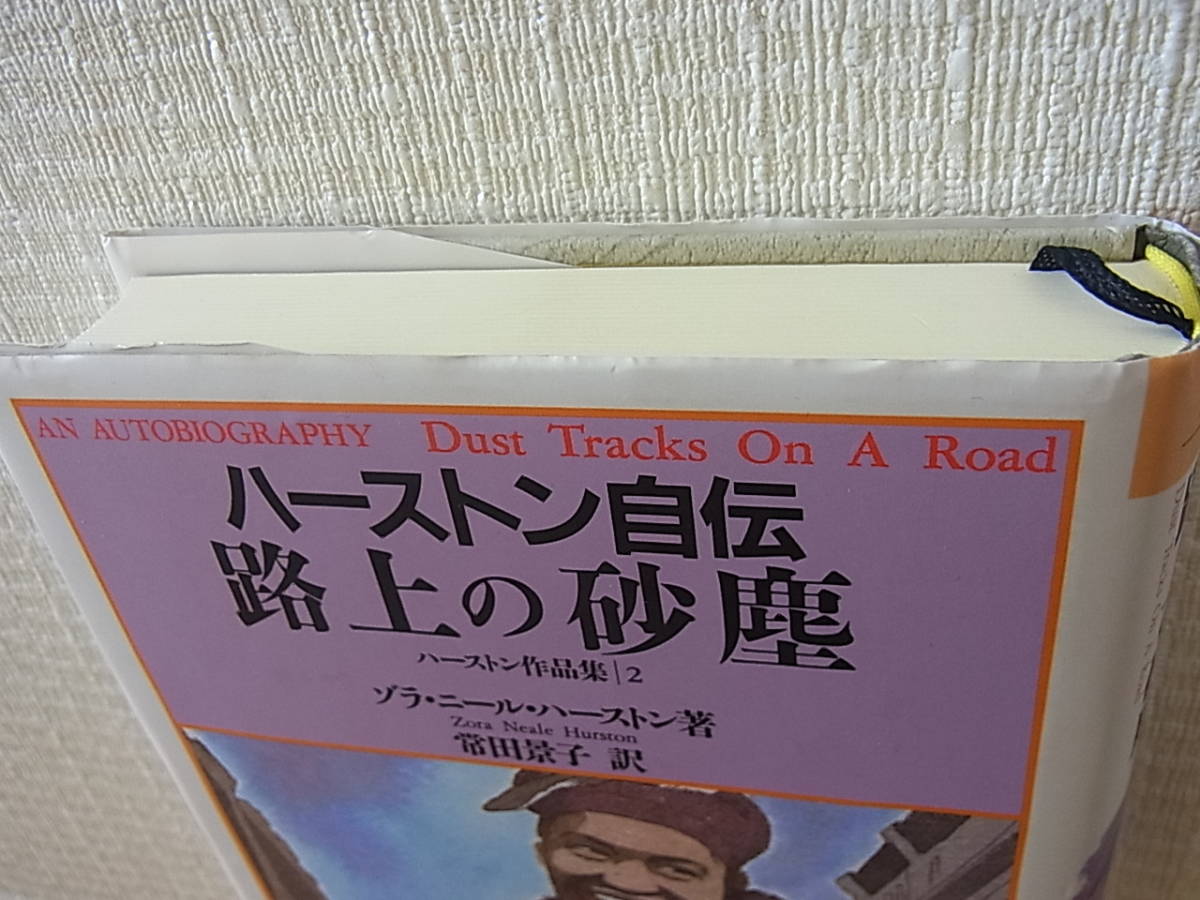 AN AUTOBIOGRAPHY Dust Tracks On A Road
ハーストン自伝
路上の砂塵
ハーストン作品集|2
ゾラ・ニール・ハーストン著
Zora Neale Hurston
常田景子 訳